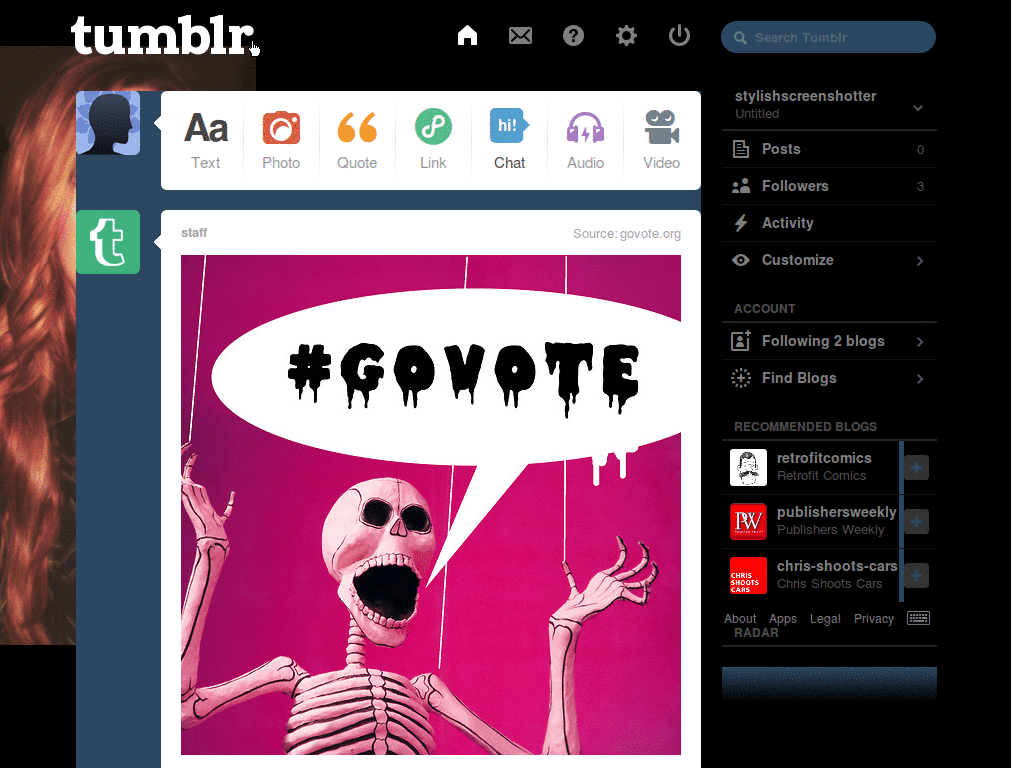 tumblr.
Search Tumblr
Aa
hi!
Text
Photo
Quote
Link
Chat
Audio
Video
staff
Source: govote.org
#GOVOTE
stylishscreenshotter
Untitled
Posts
0
Followers
3
Activity
Customize
ACCOUNT
Following 2 blogs
Find Blogs
RECOMMENDED BLOGS
retrofitcomics
Retrofit Comics
PW
publishersweekly
Publishers Weekly
CHRIS
SHOOTS
CARS
chris-shoots-cars
Chris Shoots Cars
About Apps Legal Privacy
RADAR